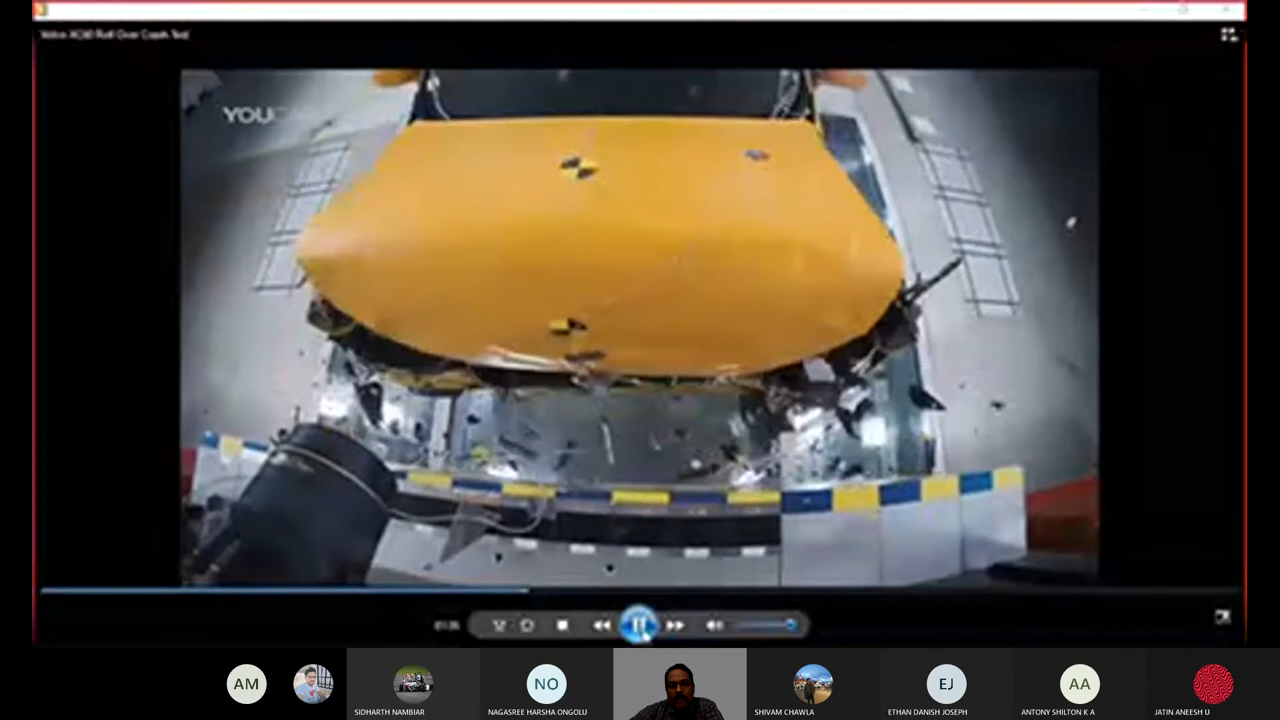 Volvo XC90 Roll Over Crash Test
YOU
AM
NO
EJ
AA
SIDHARTH NAMBIAR
NAGASREE HARSHA ONGOLU
SHIVAM CHAWLA
ETHAN DANISH JOSEPH
ANTONY SHILTON K A
JATIN ANEESH U